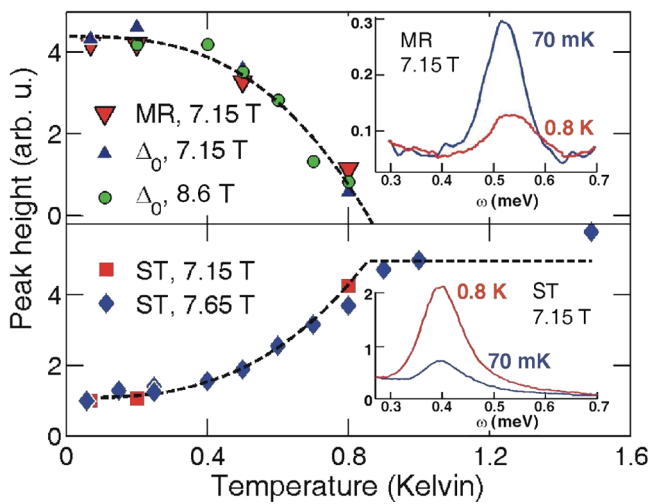 Peak height (arb. u.)
4
2
0
MR, 7.15 T
Δ0, 7.15 T
Δ0, 8.6 T
0.3
0.2
0.1
MR
7.15 T
70 mK
0.8 K
0.3 0.4 0.5 0.6 0.7
ω (meV)
4
2
0
ST, 7.15 T
ST, 7.65 T
2
1
0
0.8 K
ST
7.15 T
70 mK
0.3 0.4 0.5 0.6 0.7
ω (meV)
0 0.4 0.8 1.2 1.6
Temperature (Kelvin)